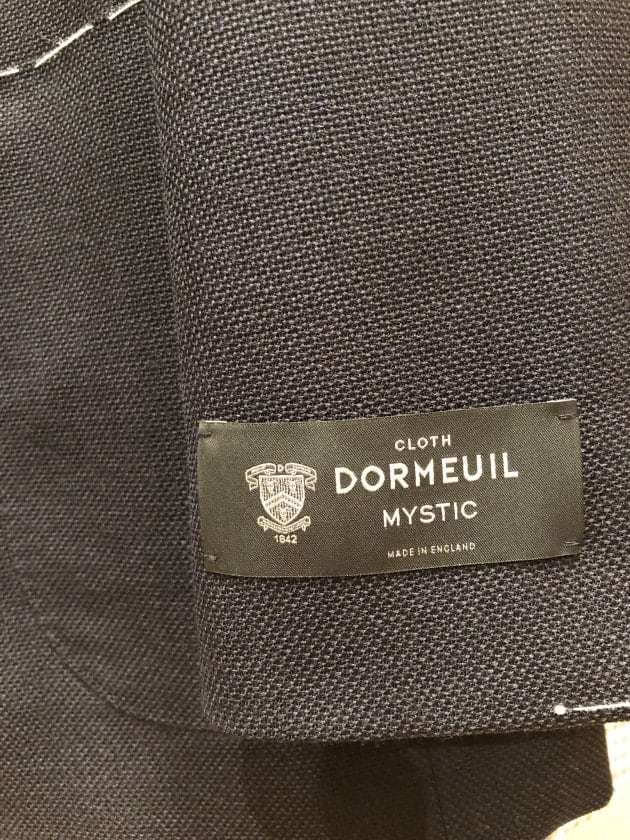 CLOTH
DORMEUIL
MYSTIC
1842
MADE IN ENGLAND